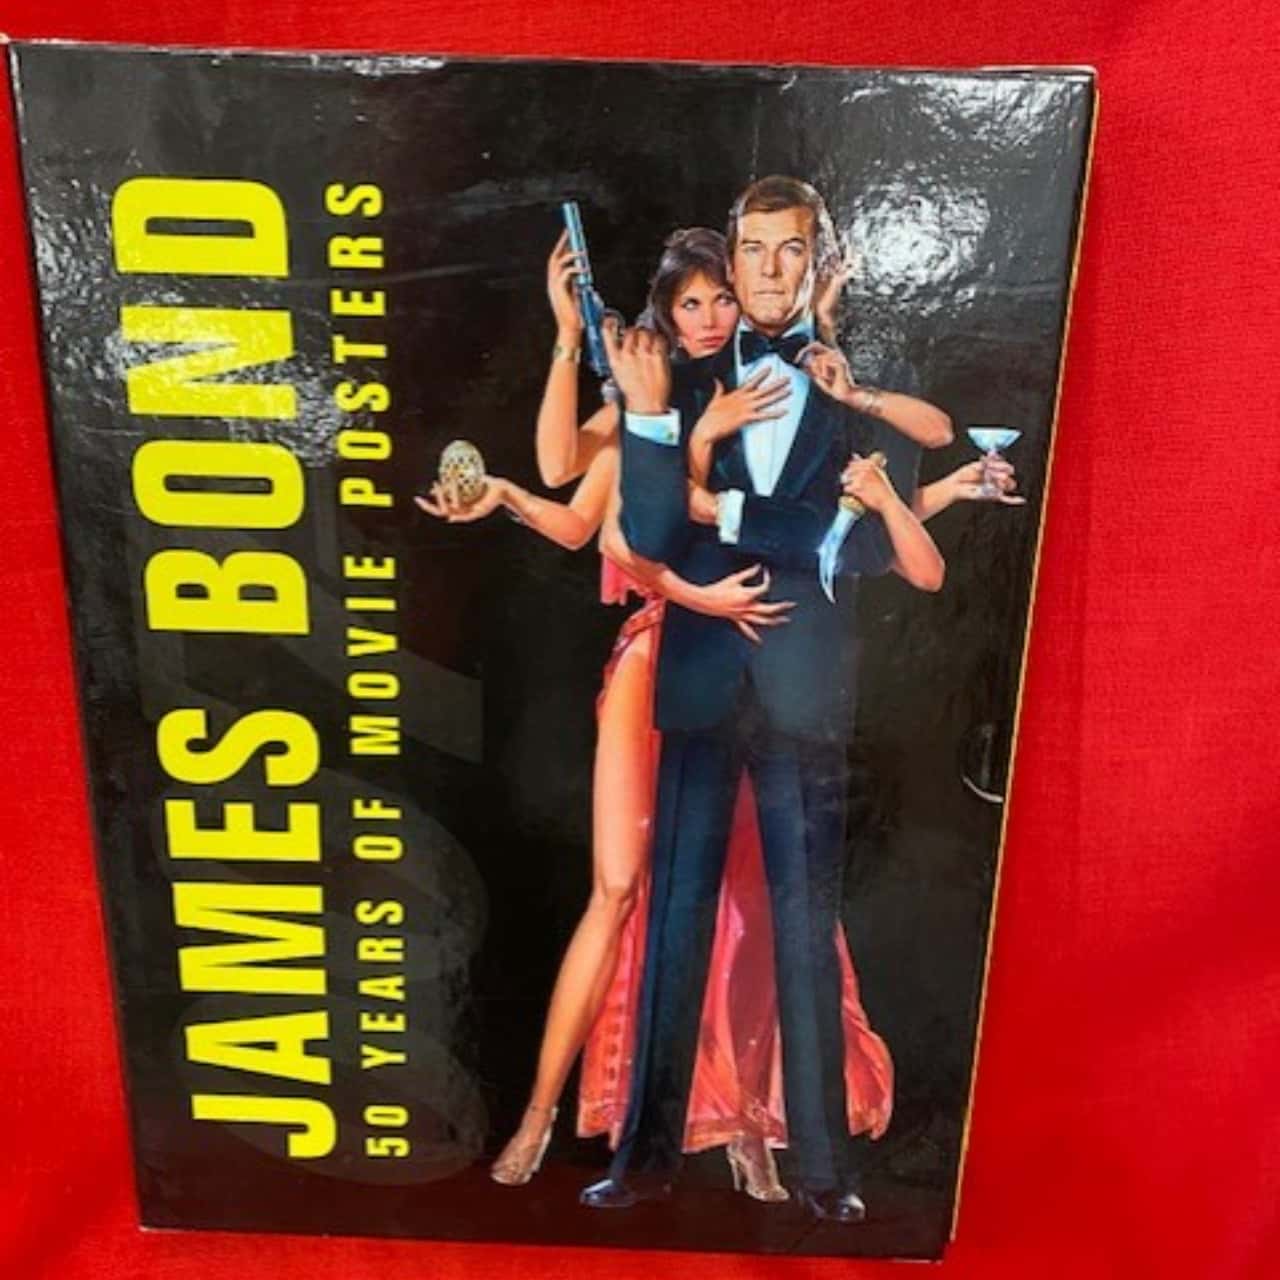 JAMES BOND
50 YEARS OF MOVIE POSTERS